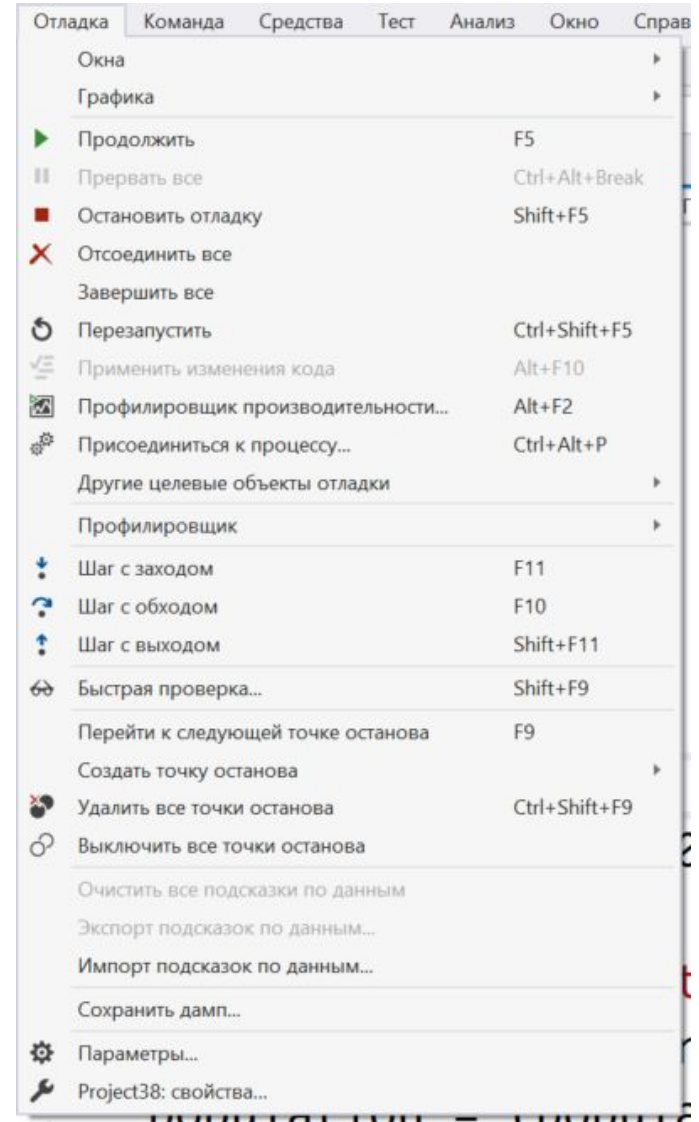 Отладка Команда Средства Тест Анализ Окно Справ
Окна
Графика
Продолжить F5
Прервать все Ctrl+Alt+Break
Остановить отладку Shift+F5
Отсоединить все
Завершить все
Перезапустить Ctrl+Shift+F5
Применить изменения кода Alt+F10
Профилировщик производительности... Alt+F2
Присоединиться к процессу... Ctrl+Alt+P
Другие целевые объекты отладки
Профилировщик
Шаг с заходом F11
Шаг с обходом F10
Шаг с выходом Shift+F11
Быстрая проверка... Shift+F9
Перейти к следующей точке останова F9
Создать точку останова
Удалить все точки останова Ctrl+Shift+F9
Выключить все точки останова
Очистить все подсказки по данным
Экспорт подсказок по данным...
Импорт подсказок по данным...
Сохранить дамп...
Параметры...
Project38: свойства...